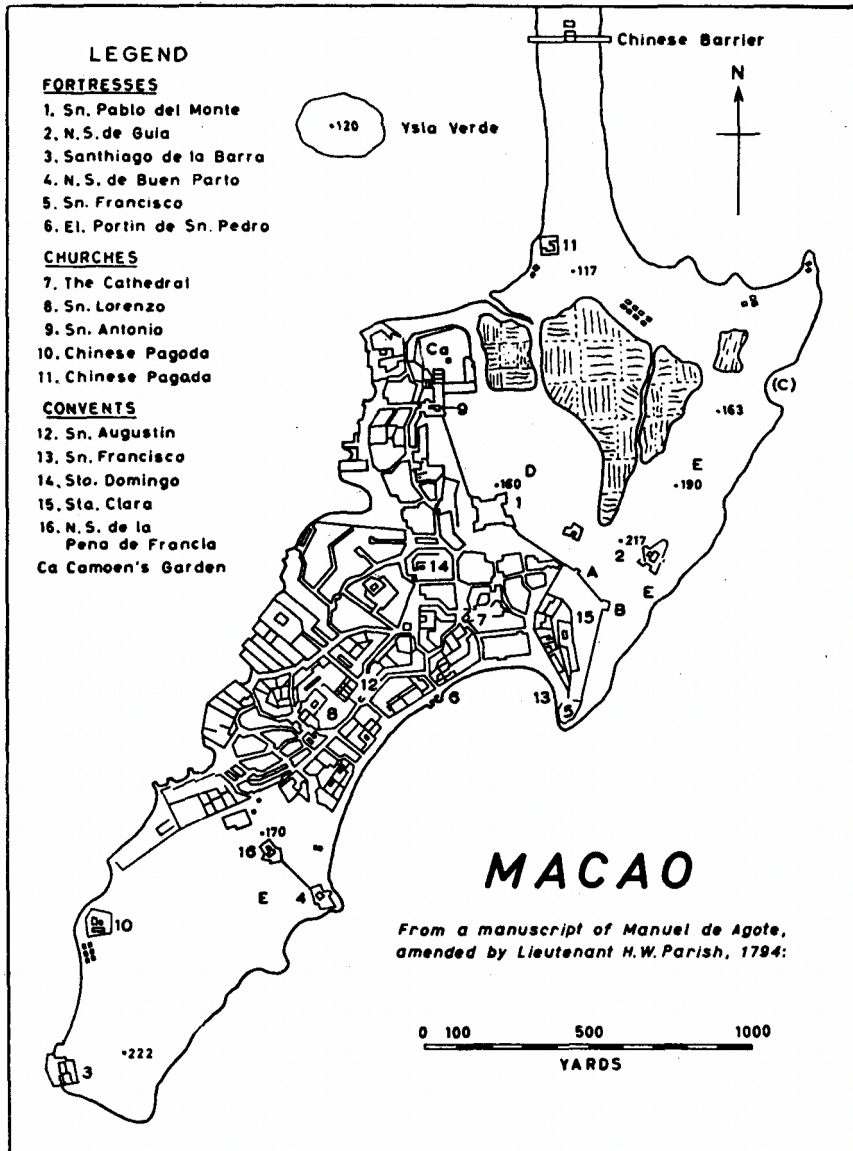 LEGEND
FORTRESSES
1. Sn. Pablo del Monte
2. N.S. de Guia
3. Santhiago de la Barra
4. N.S. de Buen Parto
5. Sn. Francisco
6. El. Portin de Sn. Pedro
CHURCHES
7. The Cathedral
8. Sn. Lorenzo
9. Sn. Antonio
10. Chinese Pagoda
11. Chinese Pagada
CONVENTS
12. Sn. Augustin
13. Sn. Francisco
14. Sto. Domingo
15. Sta. Clara
16. N.S. de la
Pena de Francia
Ca Camoen's Garden
Chinese Barrier
N
120
Ysla Verde
11
117
Ca
(C)
9
163
D
E
160
190
1
217
2
14
A
E
B
15
7
12
13
5
6
8
170
16
E
4
10
222
3
MACAO
From a manuscript of Manuel de Agote,
amended by Lieutenant H.W. Parish, 1794:
0 100 500 1000
YARDS